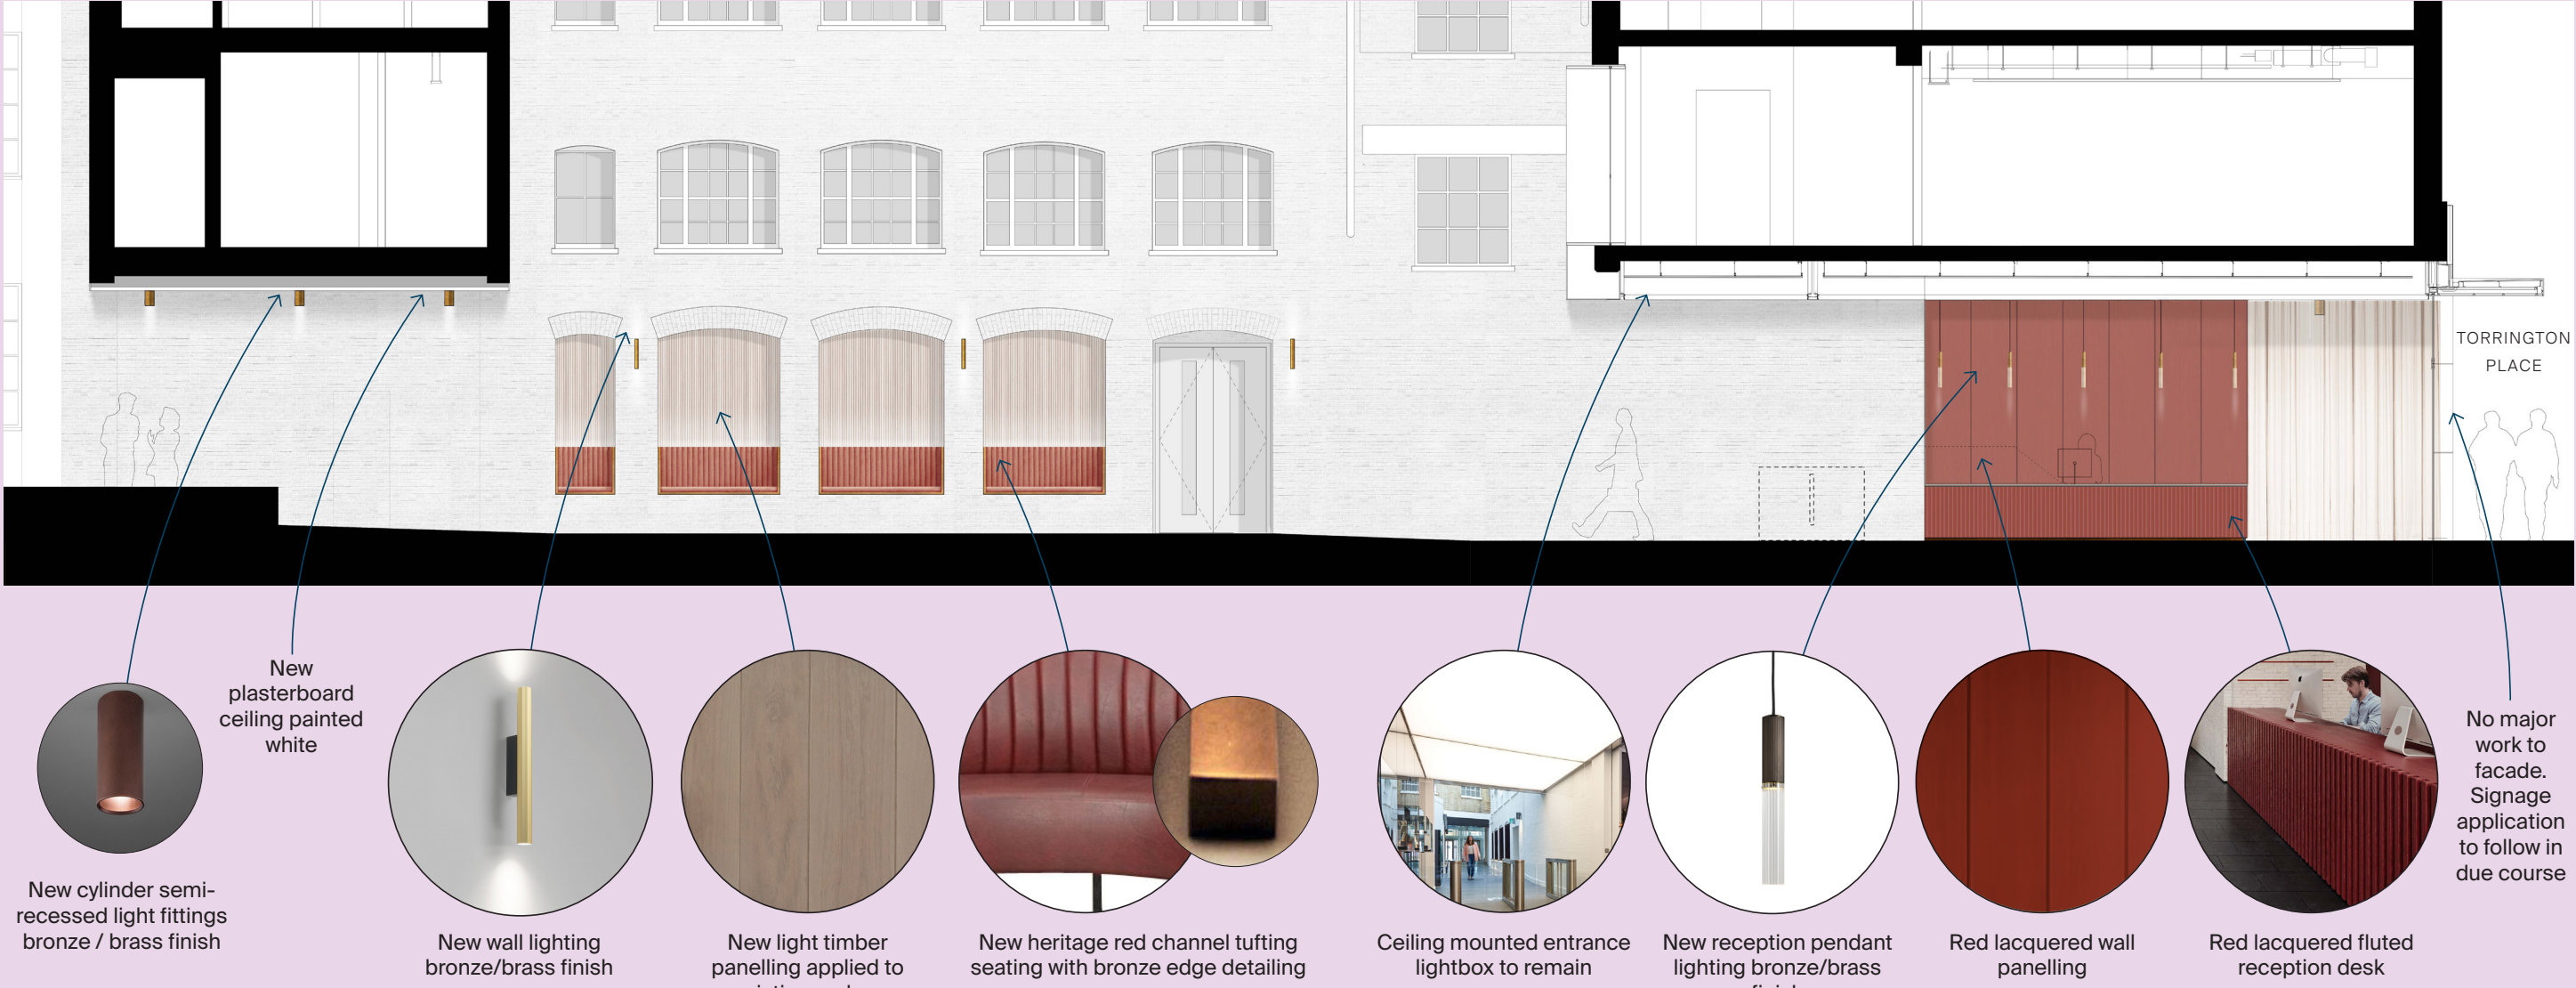 TORRINGTON
PLACE
New
plasterboard
ceiling painted
white
New cylinder semi-
recessed light fittings
bronze / brass finish
New wall lighting
bronze/brass finish
New light timber
panelling applied to
New heritage red channel tufting
seating with bronze edge detailing
Ceiling mounted entrance
lightbox to remain
New reception pendant
lighting bronze/brass
Red lacquered wall
panelling
Red lacquered fluted
reception desk
No major
work to
facade.
Signage
application
to follow in
due course